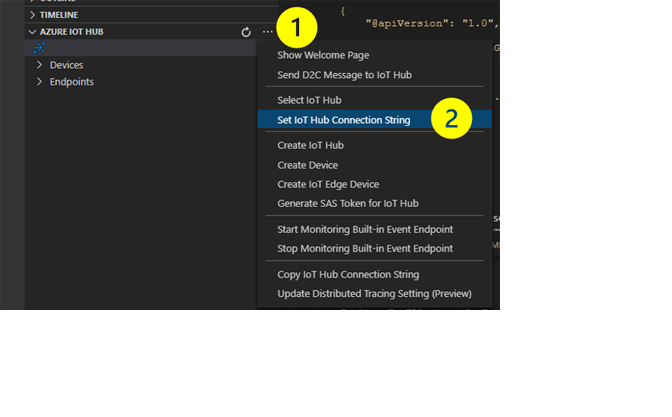 TIMELINE
AZURE IOT HUB
...
1
{
"@apiVersion": "1.0",
Devices
Endpoints
Show Welcome Page
Send D2C Message to IoT Hub
Select IoT Hub
Set IoT Hub Connection String
2
Create IoT Hub
Create Device
Create IoT Edge Device
Generate SAS Token for IoT Hub
Start Monitoring Built-in Event Endpoint
Stop Monitoring Built-in Event Endpoint
Copy IoT Hub Connection String
Update Distributed Tracing Setting (Preview)